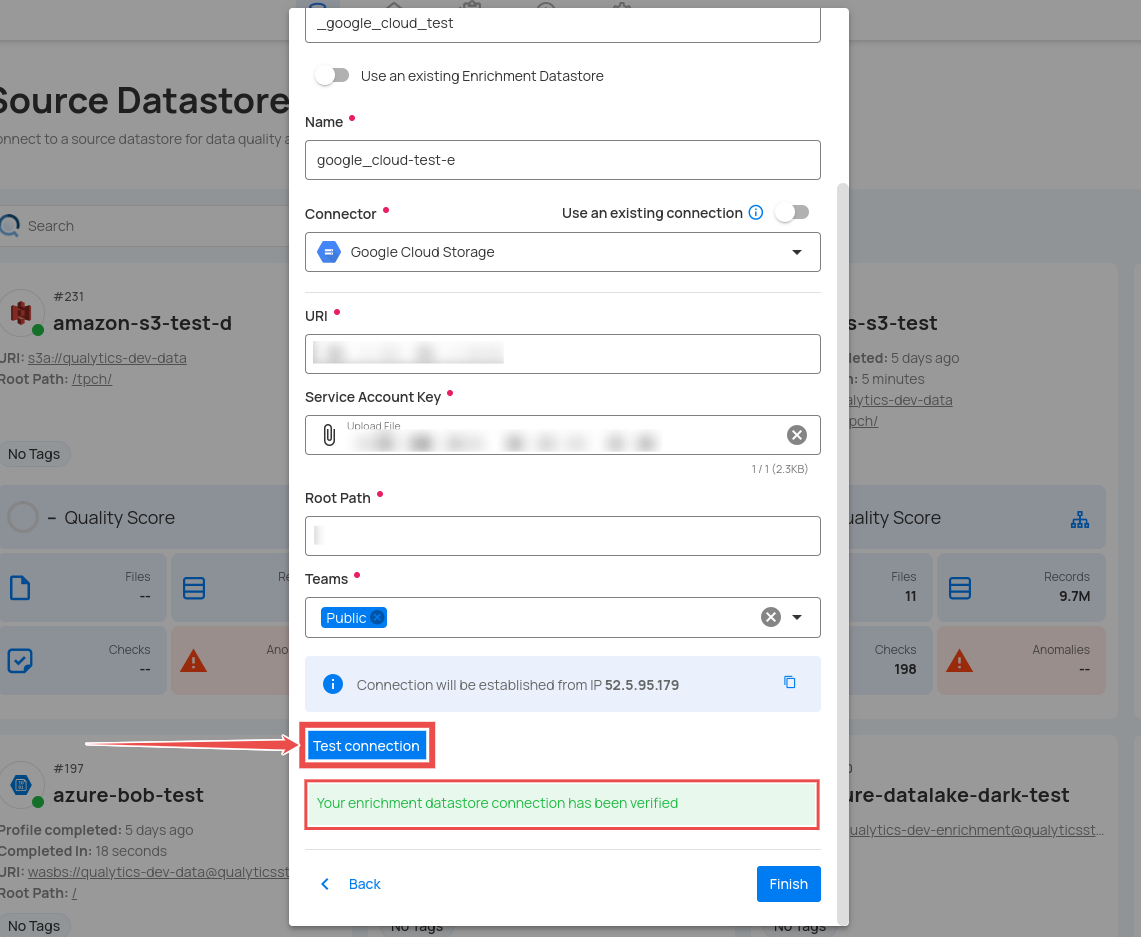 _google_cloud_test
Use an existing Enrichment Datastore
Name
google_cloud-test-e
Connector
Use an existing connection
Google Cloud Storage
URI
Service Account Key
Upload File
1 / 1 (2.3KB)
Root Path
Teams
Public
Connection will be established from IP 52.5.95.179
Test connection
Your enrichment datastore connection has been verified
Back
Finish
Source Datastore
onnect to a source datastore for data quality a
Search
#231
amazon-s3-test-d
URI: s3a://qualytics-dev-data
Root Path: /tpch/
No Tags
– Quality Score
Files
--
Re
Checks
--
Ano
#197
azure-bob-test
Profile completed: 5 days ago
Completed In: 18 seconds
URI: wasbs://qualytics-dev-data@qualyticsst
Root Path: /
No Tags
s-s3-test
leted: 5 days ago
n: 5 minutes
alytics-dev-data
pch/
uality Score
Files
11
Records
9.7M
Checks
198
Anomalies
--
0
ure-datalake-dark-test
ualytics-dev-enrichment@qualyticsst...
No Tags
No Tags